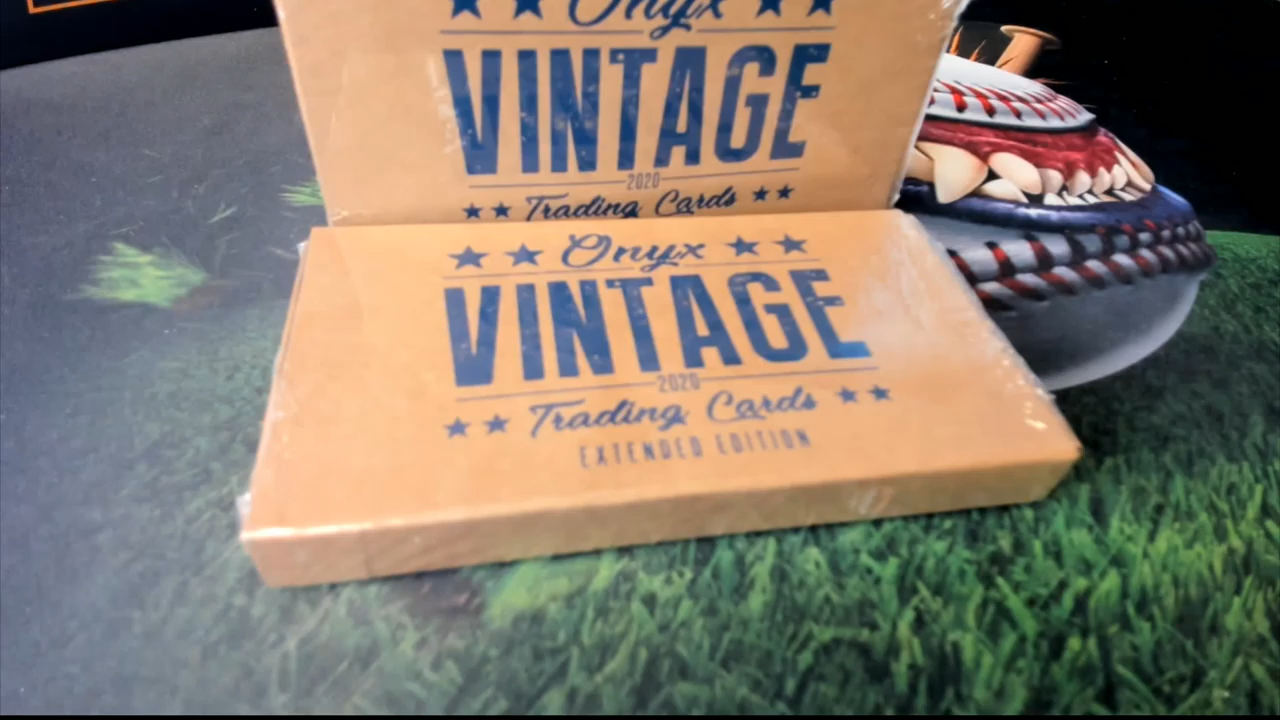 Onyx
VINTAGE
2020
Trading Cards
Onyx
VINTAGE
2020
Trading Cards
EXTENDED EDITION